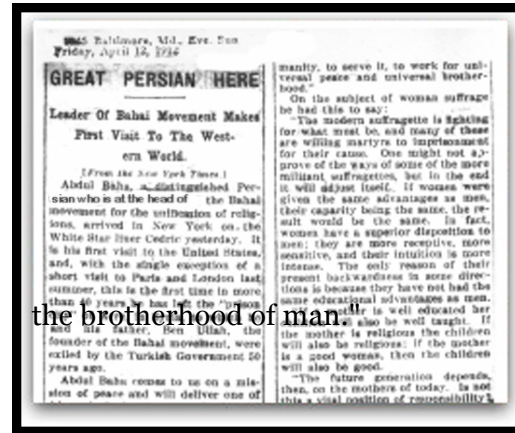 Baltimore, Md., Eve. Sun
Friday, April 12, 1912
GREAT PERSIAN HERE
Leader Of Bahai Movement Makes
First Visit To The West-
ern World.
[From the New York Times.]
Abdul Baha, a distinguished Per-
sian who is at the head of the Bahai
movement for the unification of relig-
ions, arrived in New York on the
White Star liner Cedric yesterday. It
is his first visit to the United States,
and, with the single exception of a
short visit to Paris and London last
summer, this is the first time in more
than 40 years he has left the "prison
the brotherhood of man."
and his father, Ben Ullah, the
founder of the Bahai movement, were
exiled by the Turkish Government 50
years ago.
Abdul Baha comes to us on a mis-
sion of peace and will deliver one of
manity, to serve it, to work for uni-
versal peace and universal brother-
hood."
On the subject of woman suffrage
he had this to say:
"The modern suffragette is fighting
for what must be, and many of these
are willing martyrs to imprisonment
for their cause. One might not ap-
prove of the ways of some of the more
militant suffragettes, but in the end
it will adjust itself. If women were
given the same advantages as men,
their capacity being the same, the re-
sult would be the same. In fact,
women have a superior disposition to
men; they are more receptive, more
sensitive, and their intuition is more
intense. The only reason of their
present backwardness in some direc-
tions is because they have not had the
same educational advantages as men.
mother is well educated her
also be well taught. If
the mother is religious the children
will also be religious; if the mother
is a good woman, then the children
will also be good.
"The future generation depends,
then, on the mothers of today. Is not
this a vital position of responsibility